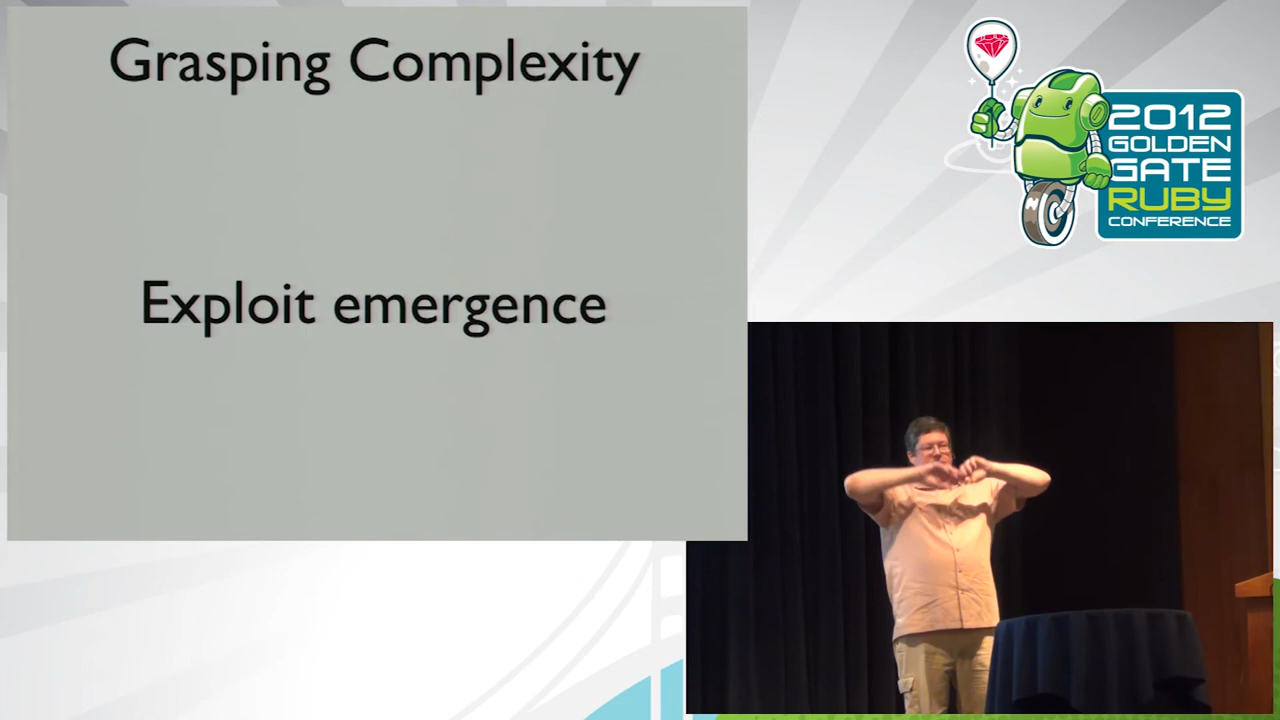 Grasping Complexity
Exploit emergence
2012
GOLDEN
GATE
RUBY
CONFERENCE